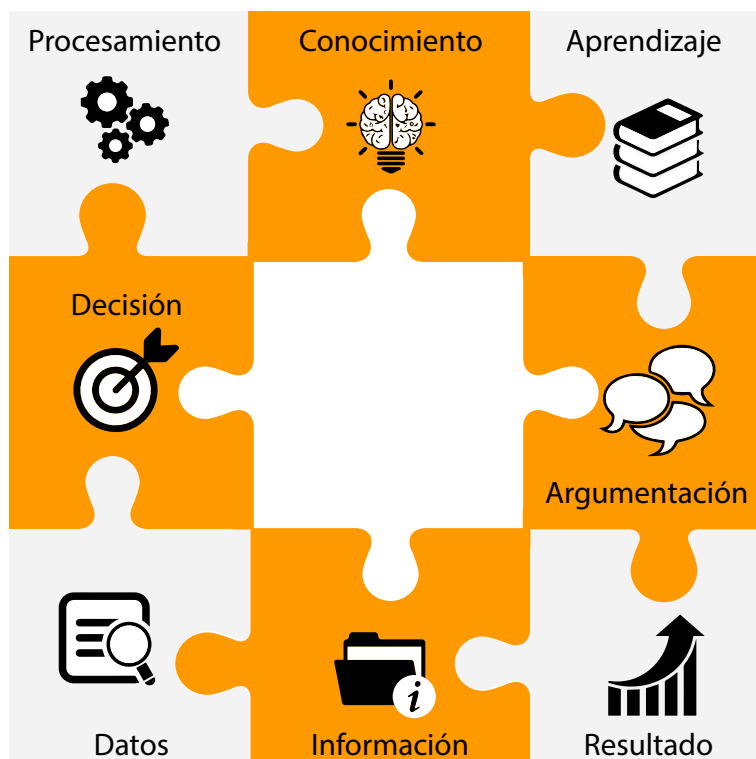 Procesamiento
Conocimiento
Aprendizaje
Decisión
Argumentación
Datos
Información
Resultado
i